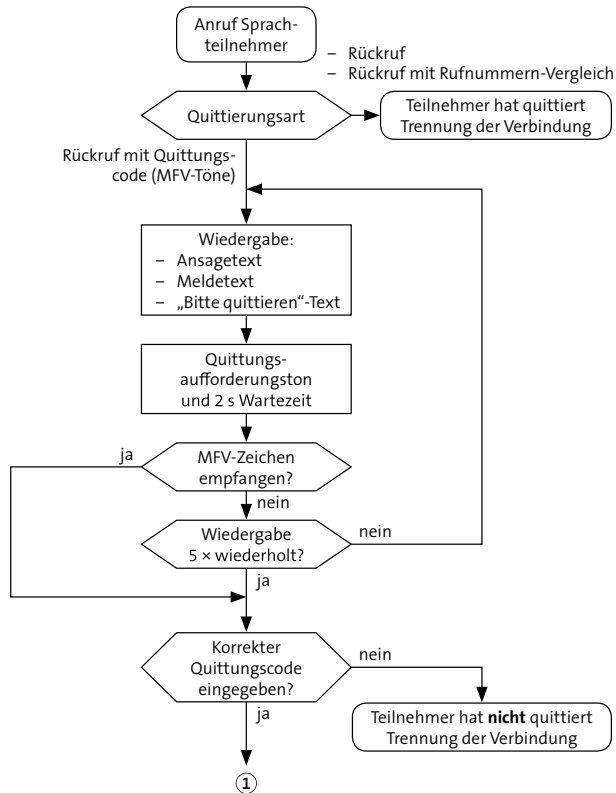 Anruf Sprach-
teilnehmer
– Rückruf
– Rückruf mit Rufnummern-Vergleich
Quittierungsart
Teilnehmer hat quittiert
Trennung der Verbindung
Rückruf mit Quittungs-
code (MFV-Töne)
Wiedergabe:
– Ansagetext
– Meldetext
– „Bitte quittieren“-Text
Quittungs-
aufforderungston
und 2 s Wartezeit
ja
MFV-Zeichen
empfangen?
nein
Wiedergabe
5 × wiederholt?
nein
ja
Korrekter
Quittungscode
eingegeben?
nein
ja
Teilnehmer hat nicht quittiert
Trennung der Verbindung
1